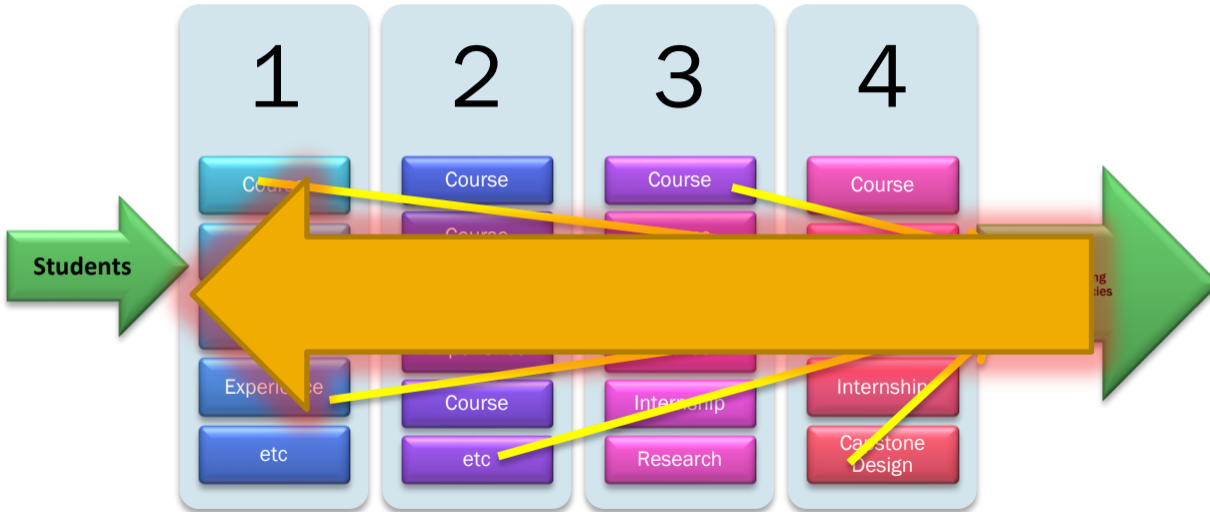 1
2
3
4
Students
Course
Experience
etc
Course
Course
Course
etc
Course
Internship
Research
Course
Internship
Capstone
Design